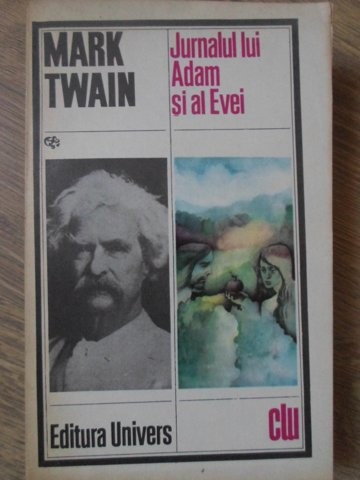 MARK
TWAIN
Jurnalul lui
Adam
și al Evei
Editura Univers
clu